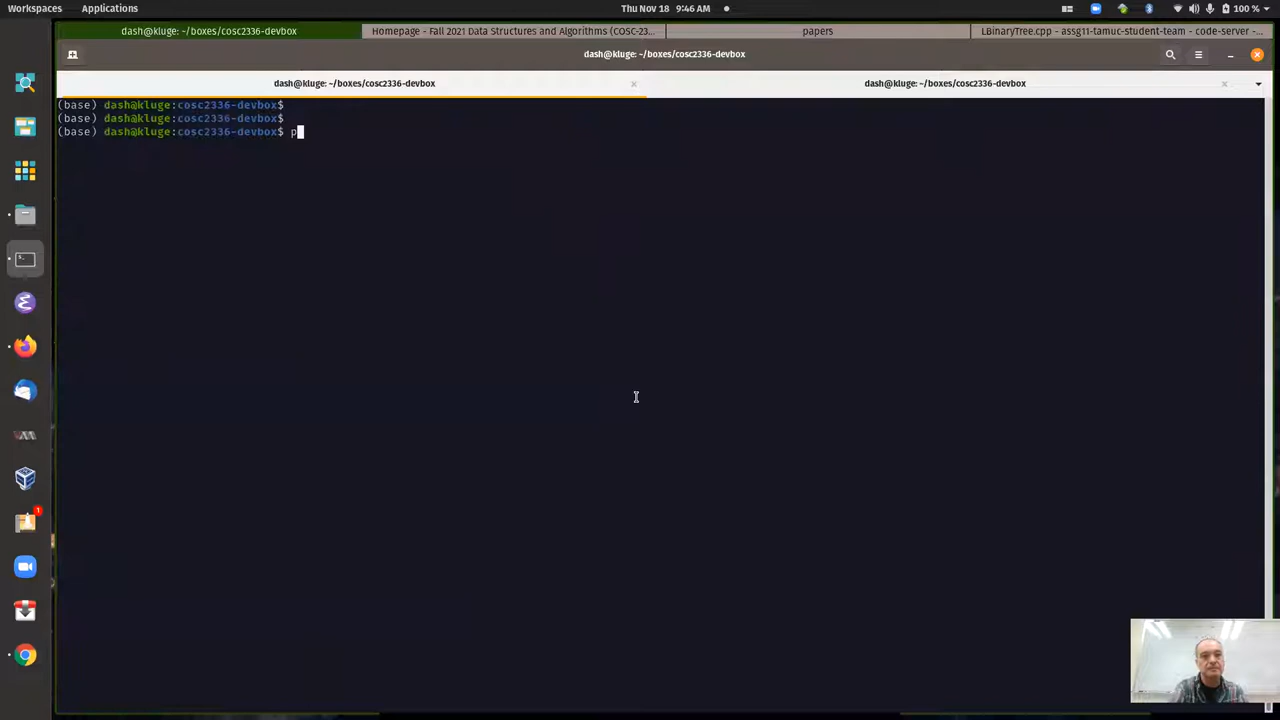 Workspaces Applications Thu Nov 18 9:46 AM 100 %
dash@kluge: ~/boxes/cosc2336-devbox Homepage - Fall 2021 Data Structures and Algorithms (COSC-23... papers LBinaryTree.cpp - assg11-tamuc-student-team - code-server -...
dash@kluge: ~/boxes/cosc2336-devbox
dash@kluge: ~/boxes/cosc2336-devbox × dash@kluge: ~/boxes/cosc2336-devbox ×
(base) dash@kluge:cosc2336-devbox$
(base) dash@kluge:cosc2336-devbox$
(base) dash@kluge:cosc2336-devbox$ p
1